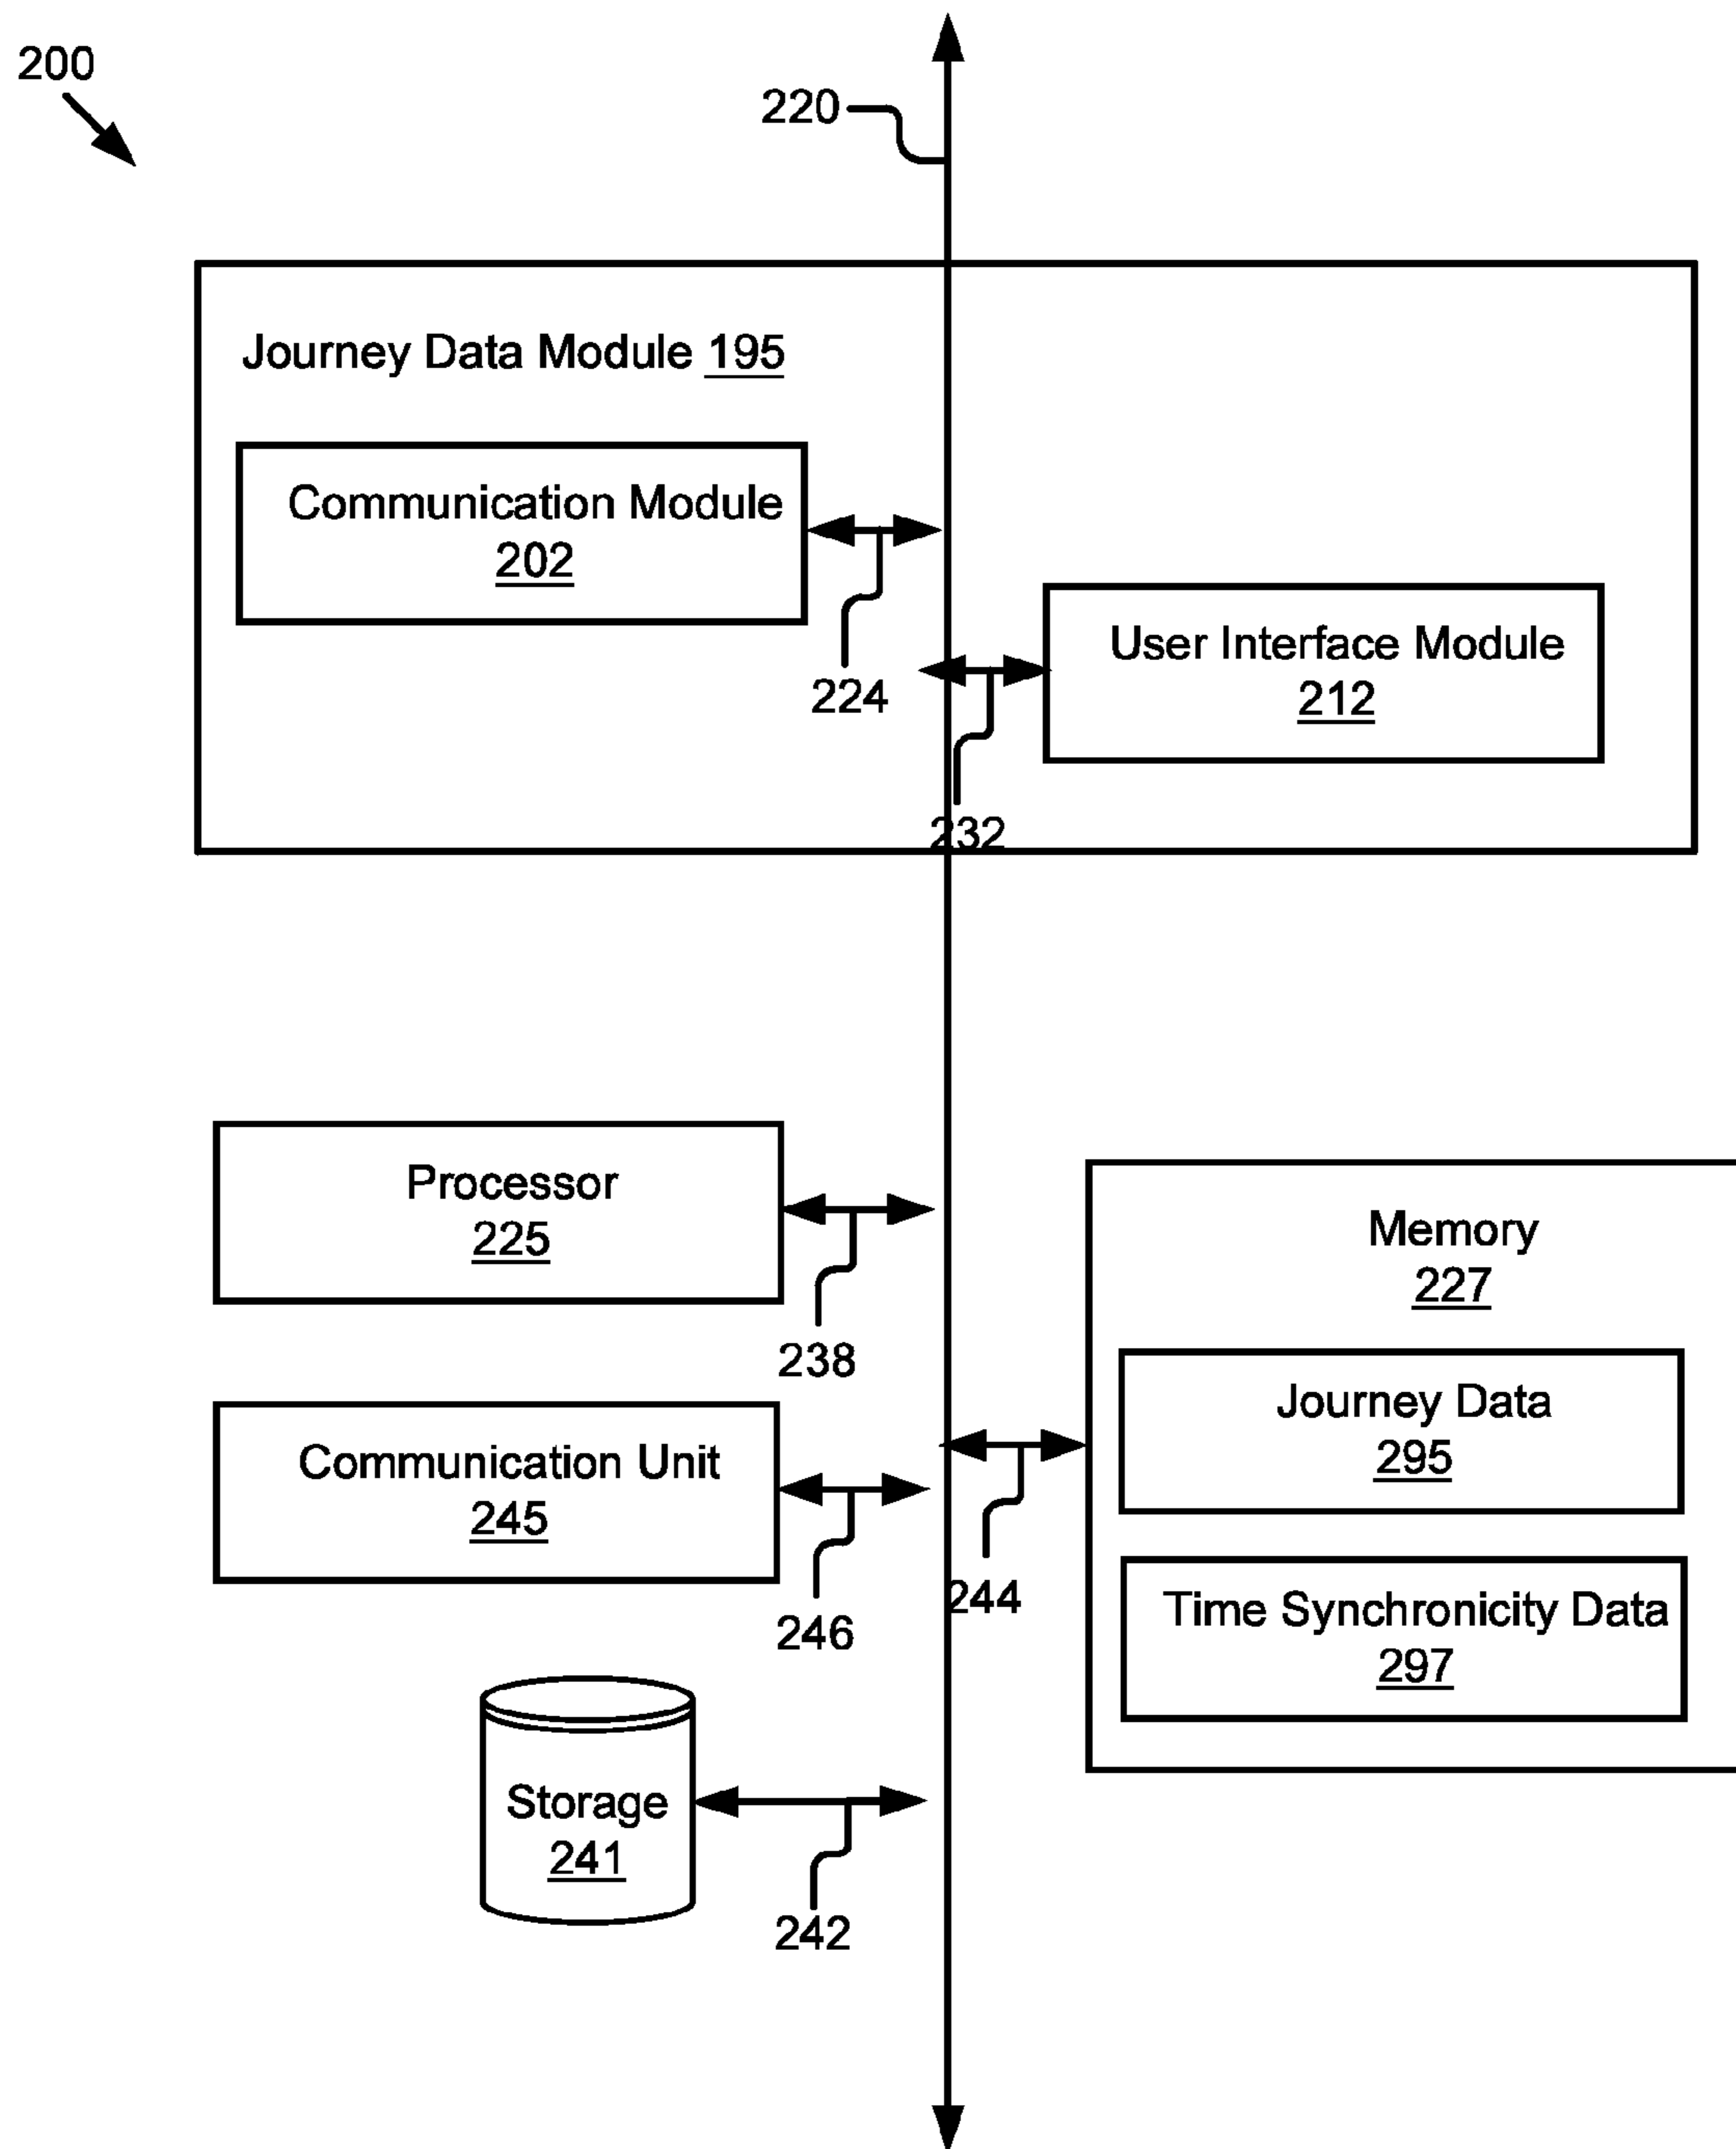 200
220
Journey Data Module 195
Communication Module
202
224
User Interface Module
212
232
Processor
225
238
Memory
227
Journey Data
295
Communication Unit
245
246
244
Time Synchronicity Data
297
Storage
241
242